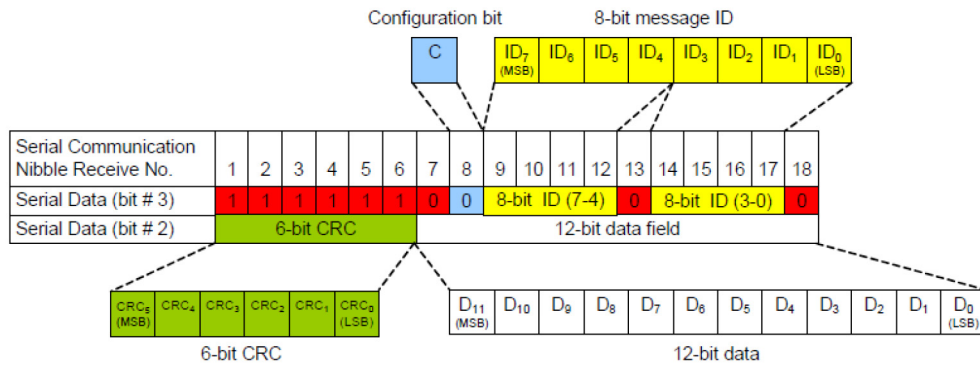 Configuration bit 8-bit message ID
C ID7 ID6 ID5 ID4 ID3 ID2 ID1 ID0
(MSB) (LSB)
Serial Communication
Nibble Receive No. 1 2 3 4 5 6 7 8 9 10 11 12 13 14 15 16 17 18
Serial Data (bit # 3) 1 1 1 1 1 1 0 0 8-bit ID (7-4) 0 8-bit ID (3-0) 0
Serial Data (bit # 2) 6-bit CRC 12-bit data field
CRC5 CRC4 CRC3 CRC2 CRC1 CRC0 D11 D10 D9 D8 D7 D6 D5 D4 D3 D2 D1 D0
(MSB) (LSB) (MSB) (LSB)
6-bit CRC 12-bit data